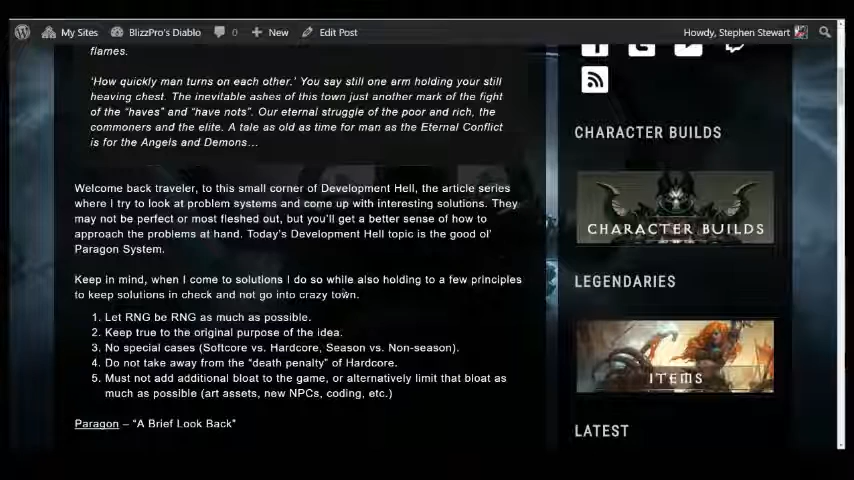 My Sites BlizzPro's Diablo 0 New Edit Post Howdy, Stephen Stewart
flames.
'How quickly man turns on each other.' You say still one arm holding your still
heaving chest. The inevitable ashes of this town just another mark of the fight
of the "haves" and "have nots". Our eternal struggle of the poor and rich, the
commoners and the elite. A tale as old as time for man as the Eternal Conflict
is for the Angels and Demons...
Welcome back traveler, to this small corner of Development Hell, the article series
where I try to look at problem systems and come up with interesting solutions. They
may not be perfect or most fleshed out, but you'll get a better sense of how to
approach the problems at hand. Today's Development Hell topic is the good ol'
Paragon System.
Keep in mind, when I come to solutions I do so while also holding to a few principles
to keep solutions in check and not go into crazy town.
1. Let RNG be RNG as much as possible.
2. Keep true to the original purpose of the idea.
3. No special cases (Softcore vs. Hardcore, Season vs. Non-season).
4. Do not take away from the "death penalty" of Hardcore.
5. Must not add additional bloat to the game, or alternatively limit that bloat as
much as possible (art assets, new NPCs, coding, etc.)
Paragon – "A Brief Look Back"
CHARACTER BUILDS
CHARACTER BUILDS
LEGENDARIES
ITEMS
LATEST